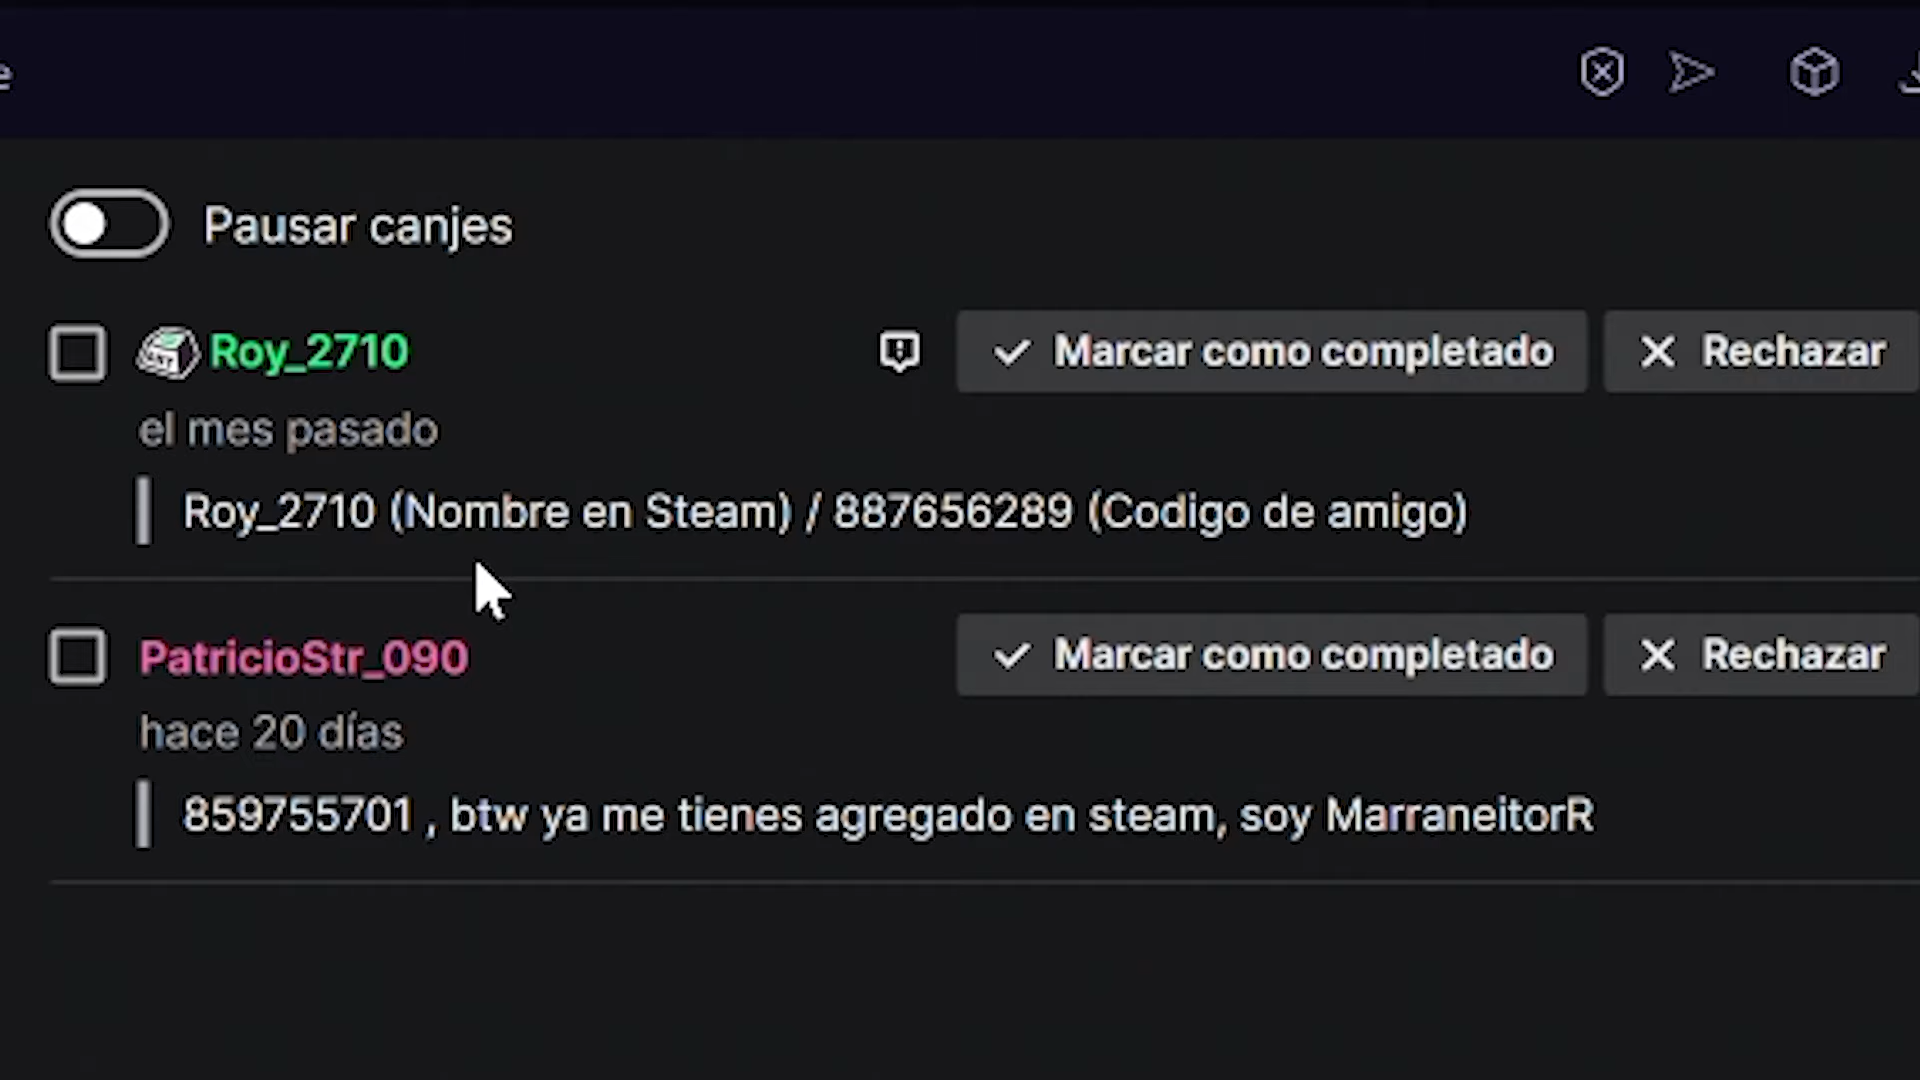 e
Pausar canjes
Roy_2710
Marcar como completado
Rechazar
el mes pasado
Roy_2710 (Nombre en Steam) / 887656289 (Codigo de amigo)
PatricioStr_090
Marcar como completado
Rechazar
hace 20 días
859755701 , btw ya me tienes agregado en steam, soy MarraneitorR